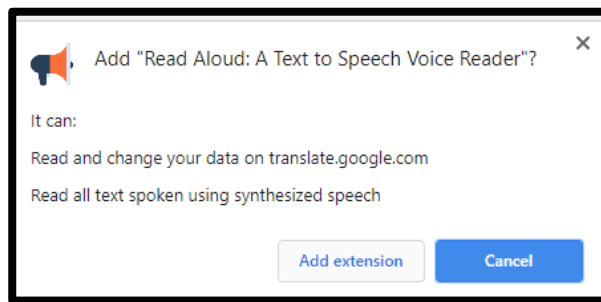 Add "Read Aloud: A Text to Speech Voice Reader"?
It can:
Read and change your data on translate.google.com
Read all text spoken using synthesized speech
Add extension
Cancel